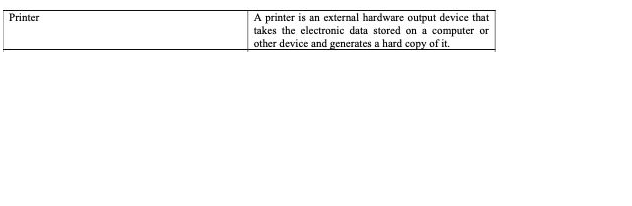 Printer
A printer is an external hardware output device that
takes the electronic data stored on a computer or
other device and generates a hard copy of it.